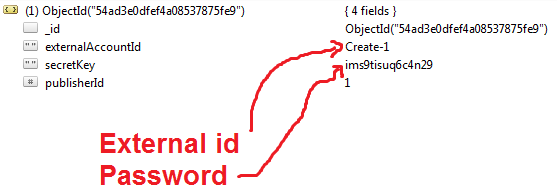 (1) ObjectId("54ad3e0dfef4a08537875fe9") { 4 fields }
_id ObjectId("54ad3e0dfef4a08537875fe9")
"" externalAccountId Create-1
"" secretKey ims9tisuq6c4n29
# publisherId 1
External id
Password